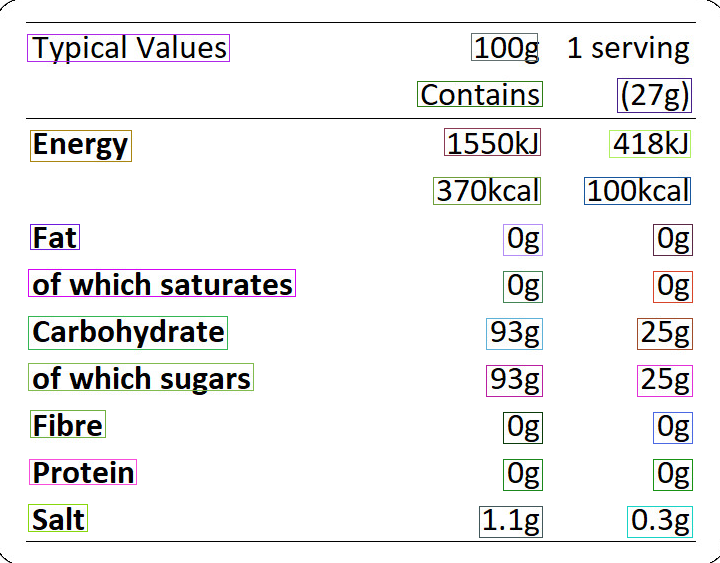 Typical Values 100g 1 serving
Contains (27g)
Energy 1550kJ 418kJ
370kcal 100kcal
Fat 0g 0g
of which saturates 0g 0g
Carbohydrate 93g 25g
of which sugars 93g 25g
Fibre 0g 0g
Protein 0g 0g
Salt 1.1g 0.3g